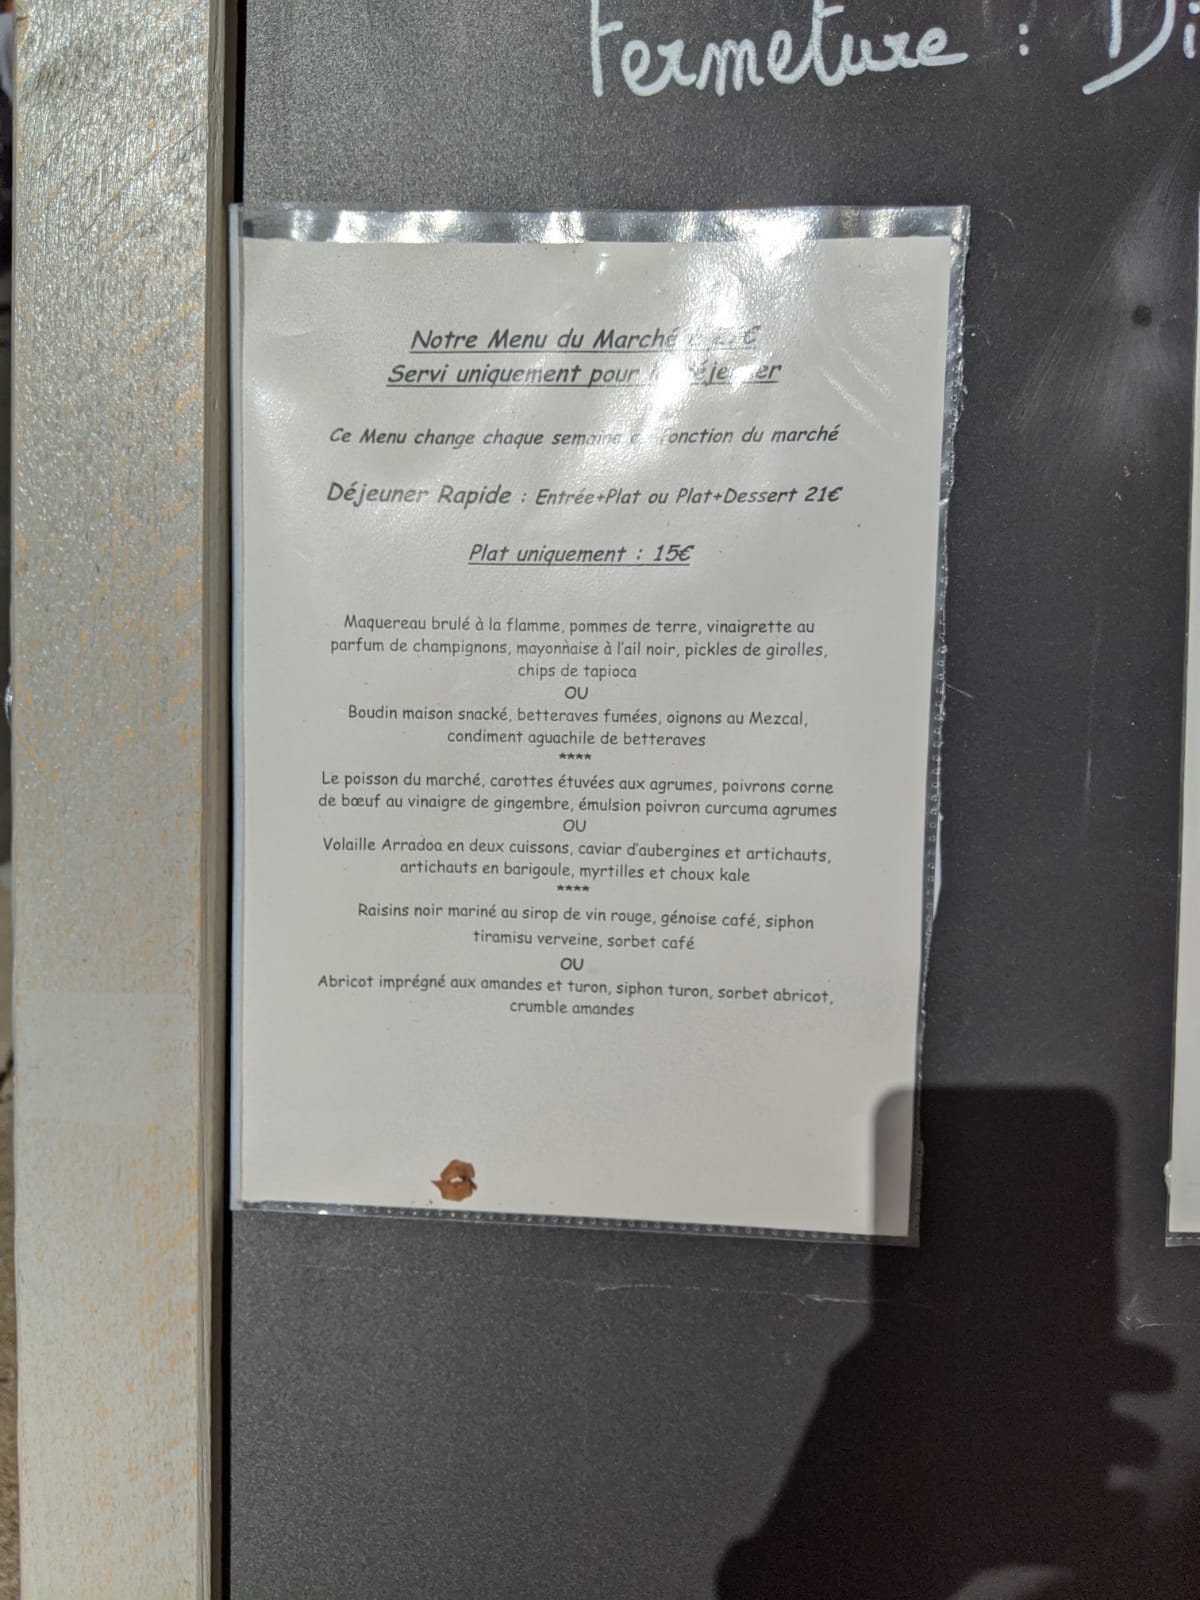 Fermeture : Di
Notre Menu du Marché €
Servi uniquement pour Déjeuner
Ce Menu change chaque semaine fonction du marché
Déjeuner Rapide : Entrée+Plat ou Plat+Dessert 21€
Plat uniquement : 15€
Maquereau brulé à la flamme, pommes de terre, vinaigrette au
parfum de champignons, mayonnaise à l'ail noir, pickles de girolles,
chips de tapioca
OU
Boudin maison snacké, betteraves fumées, oignons au Mezcal,
condiment aguachile de betteraves
****
Le poisson du marché, carottes étuvées aux agrumes, poivrons corne
de bœuf au vinaigre de gingembre, émulsion poivron curcuma agrumes
OU
Volaille Arradoa en deux cuissons, caviar d'aubergines et artichauts,
artichauts en barigoule, myrtilles et choux kale
****
Raisins noir mariné au sirop de vin rouge, génoise café, siphon
tiramisu verveine, sorbet café
OU
Abricot imprégné aux amandes et turon, siphon turon, sorbet abricot,
crumble amandes